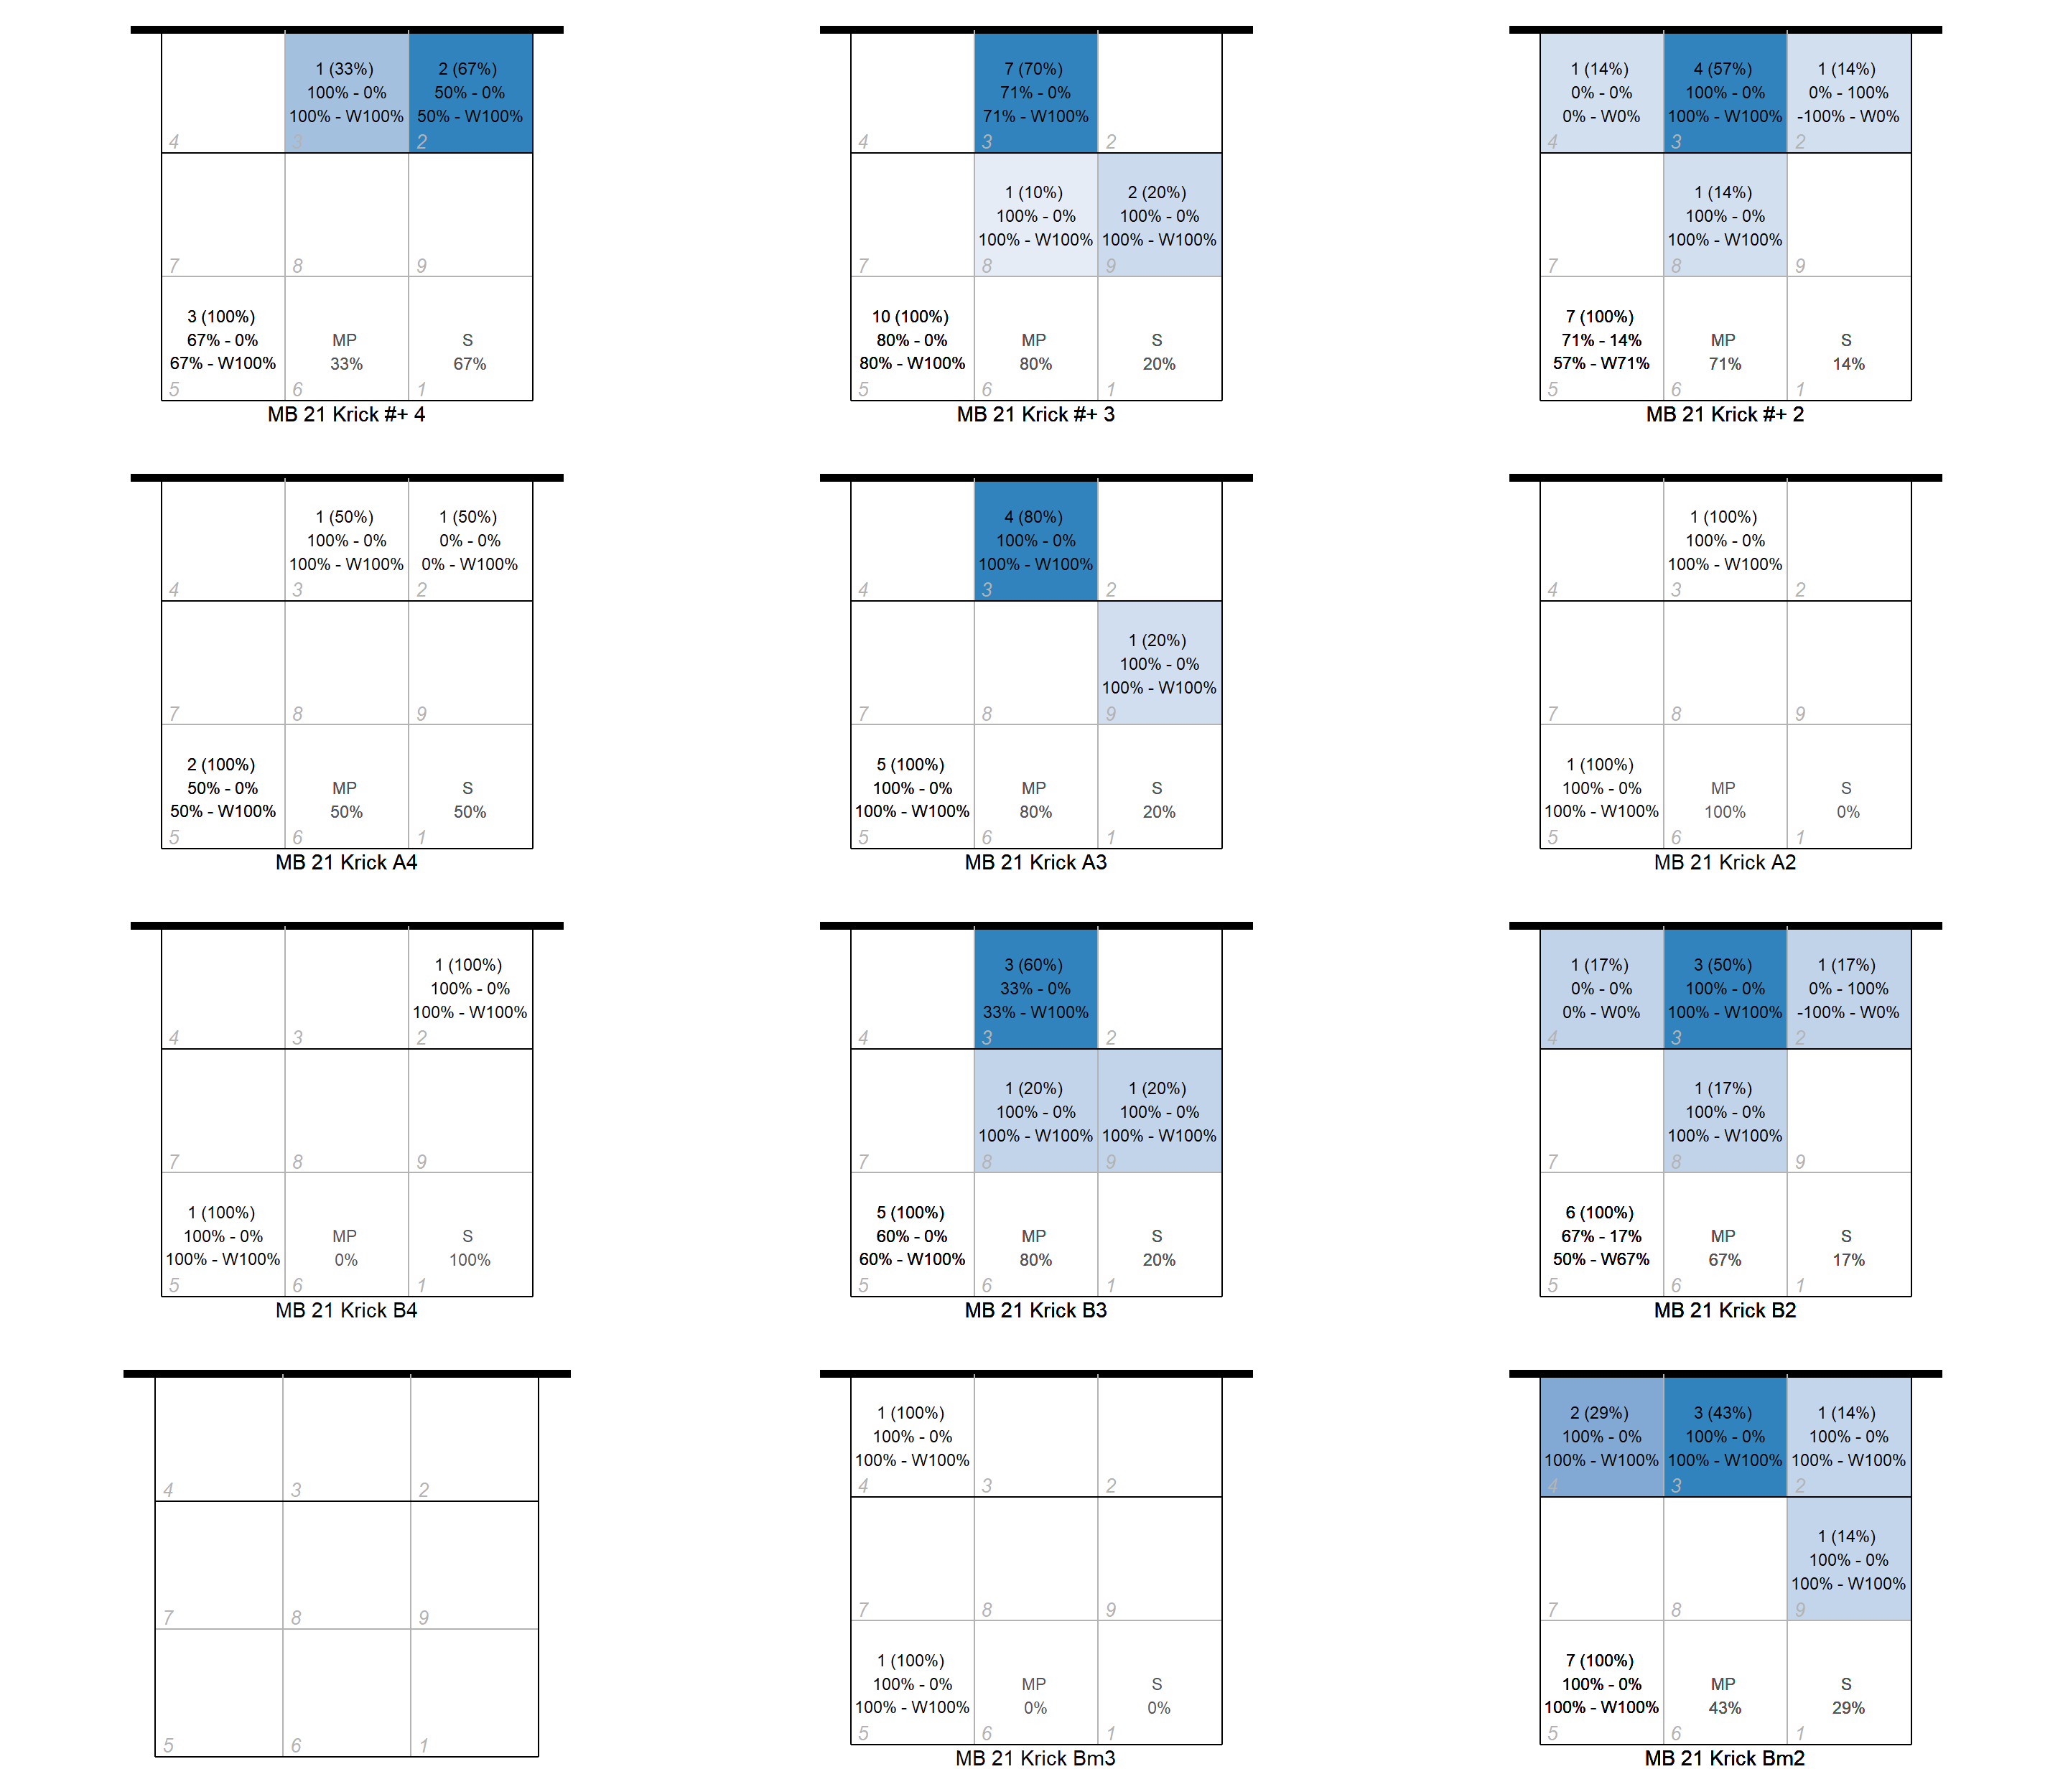 1 (33%)
100% - 0%
100% - W100%
2 (67%)
50% - 0%
50% - W100%
4
3
2
7
8
9
3 (100%)
67% - 0%
67% - W100%
MP
33%
S
67%
5
6
1
MB 21 Krick #+ 4
7 (70%)
71% - 0%
71% - W100%
4
3
2
1 (10%)
100% - 0%
100% - W100%
2 (20%)
100% - 0%
100% - W100%
7
8
9
10 (100%)
80% - 0%
80% - W100%
MP
80%
S
20%
5
6
1
MB 21 Krick #+ 3
1 (14%)
0% - 0%
0% - W0%
4 (57%)
100% - 0%
100% - W100%
1 (14%)
0% - 100%
-100% - W0%
4
3
2
1 (14%)
100% - 0%
100% - W100%
7
8
9
7 (100%)
71% - 14%
57% - W71%
MP
71%
S
14%
5
6
1
MB 21 Krick #+ 2
1 (50%)
100% - 0%
100% - W100%
1 (50%)
0% - 0%
0% - W100%
4
3
2
7
8
9
2 (100%)
50% - 0%
50% - W100%
MP
50%
S
50%
5
6
1
MB 21 Krick A4
4 (80%)
100% - 0%
100% - W100%
4
3
2
1 (20%)
100% - 0%
100% - W100%
7
8
9
5 (100%)
100% - 0%
100% - W100%
MP
80%
S
20%
5
6
1
MB 21 Krick A3
1 (100%)
100% - 0%
100% - W100%
4
3
2
7
8
9
1 (100%)
100% - 0%
100% - W100%
MP
100%
S
0%
5
6
1
MB 21 Krick A2
1 (100%)
100% - 0%
100% - W100%
4
3
2
7
8
9
1 (100%)
100% - 0%
100% - W100%
MP
0%
S
100%
5
6
1
MB 21 Krick B4
3 (60%)
33% - 0%
33% - W100%
4
3
2
1 (20%)
100% - 0%
100% - W100%
1 (20%)
100% - 0%
100% - W100%
7
8
9
5 (100%)
60% - 0%
60% - W100%
MP
80%
S
20%
5
6
1
MB 21 Krick B3
1 (17%)
0% - 0%
0% - W0%
3 (50%)
100% - 0%
100% - W100%
1 (17%)
0% - 100%
-100% - W0%
4
3
2
1 (17%)
100% - 0%
100% - W100%
7
8
9
6 (100%)
67% - 17%
50% - W67%
MP
67%
S
17%
5
6
1
MB 21 Krick B2
4
3
2
7
8
9
5
6
1
1 (100%)
100% - 0%
100% - W100%
4
3
2
7
8
9
1 (100%)
100% - 0%
100% - W100%
MP
0%
S
0%
5
6
1
MB 21 Krick Bm3
2 (29%)
100% - 0%
100% - W100%
3 (43%)
100% - 0%
100% - W100%
1 (14%)
100% - 0%
100% - W100%
4
3
2
1 (14%)
100% - 0%
100% - W100%
7
8
9
7 (100%)
100% - 0%
100% - W100%
MP
43%
S
29%
5
6
1
MB 21 Krick Bm2